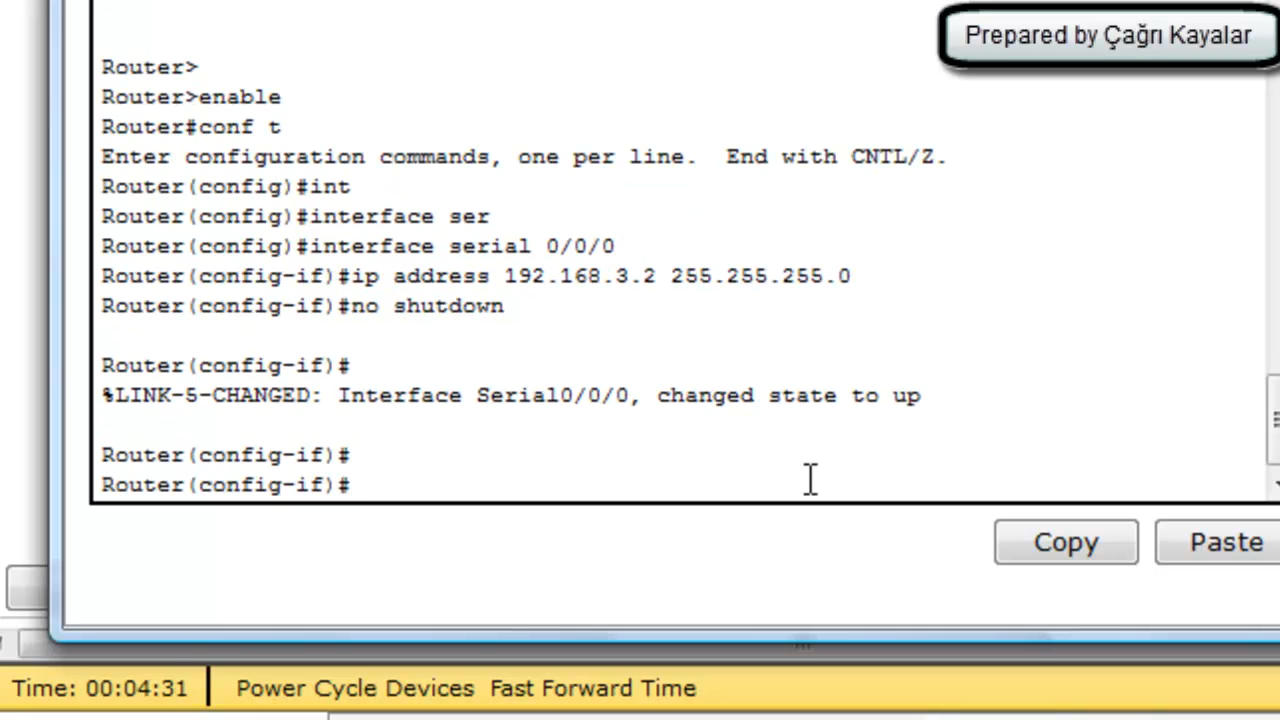 Prepared by Çağrı Kayalar
Router>
Router>enable
Router#conf t
Enter configuration commands, one per line.  End with CNTL/Z.
Router(config)#int
Router(config)#interface ser
Router(config)#interface serial 0/0/0
Router(config-if)#ip address 192.168.3.2 255.255.255.0
Router(config-if)#no shutdown
Router(config-if)#
%LINK-5-CHANGED: Interface Serial0/0/0, changed state to up
Router(config-if)#
Router(config-if)#
Copy
Paste
Time: 00:04:31
Power Cycle Devices  Fast Forward Time